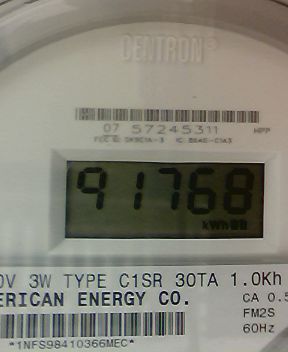 CENTRON®
07 57245311
91768
kWh
0V 3W TYPE C1SR 30TA 1.0Kh
ERICAN ENERGY CO.
CA 0.5
FM2S
60Hz
*1NFS98410366MEC*